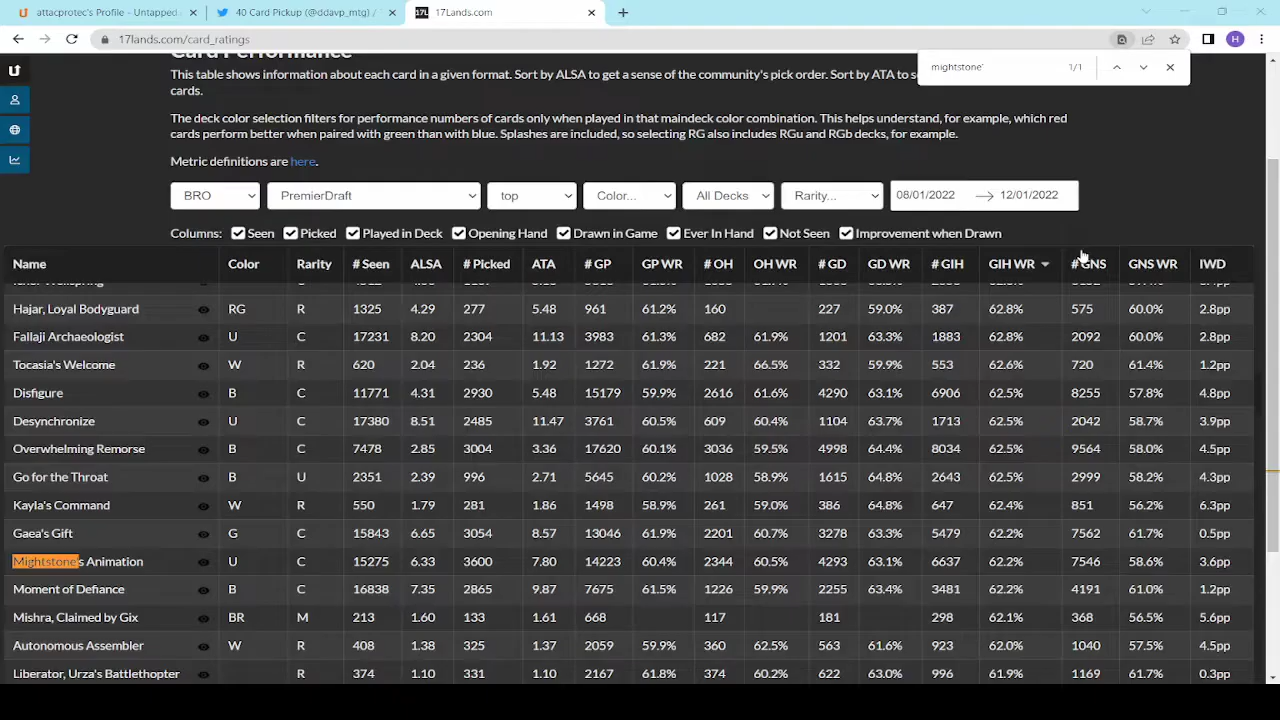 attacprotec's Profile - Untapped
40 Card Pickup (@ddavp_mtg) /
17Lands.com
17lands.com/card_ratings
H
mightstone'
1/1
Card Performance
This table shows information about each card in a given format. Sort by ALSA to get a sense of the community's pick order. Sort by ATA to se
cards.
The deck color selection filters for performance numbers of cards only when played in that maindeck color combination. This helps understand, for example, which red
cards perform better when paired with green than with blue. Splashes are included, so selecting RG also includes RGu and RGb decks, for example.
Metric definitions are here.
BRO PremierDraft top Color... All Decks Rarity... 08/01/2022 12/01/2022
Columns: Seen Picked Played in Deck Opening Hand Drawn in Game Ever In Hand Not Seen Improvement when Drawn
Name Color Rarity # Seen ALSA # Picked ATA # GP GP WR # OH OH WR # GD GD WR # GIH GIH WR # GNS GNS WR IWD
Hajar, Loyal Bodyguard RG R 1325 4.29 277 5.48 961 61.2% 160 227 59.0% 387 62.8% 575 60.0% 2.8pp
Fallaji Archaeologist U C 17231 8.20 2304 11.13 3983 61.3% 682 61.9% 1201 63.3% 1883 62.8% 2092 60.0% 2.8pp
Tocasia's Welcome W R 620 2.04 236 1.92 1272 61.9% 221 66.5% 332 59.9% 553 62.6% 720 61.4% 1.2pp
Disfigure B C 11771 4.31 2930 5.48 15179 59.9% 2616 61.6% 4290 63.1% 6906 62.5% 8255 57.8% 4.8pp
Desynchronize U C 17380 8.51 2485 11.47 3761 60.5% 609 60.4% 1104 63.7% 1713 62.5% 2042 58.7% 3.9pp
Overwhelming Remorse B C 7478 2.85 3004 3.36 17620 60.1% 3036 59.5% 4998 64.4% 8034 62.5% 9564 58.0% 4.5pp
Go for the Throat B U 2351 2.39 996 2.71 5645 60.2% 1028 58.9% 1615 64.8% 2643 62.5% 2999 58.2% 4.3pp
Kayla's Command W R 550 1.79 281 1.86 1498 58.9% 261 59.0% 386 64.8% 647 62.4% 851 56.2% 6.3pp
Gaea's Gift G C 15843 6.65 3054 8.57 13046 61.9% 2201 60.7% 3278 63.3% 5479 62.2% 7562 61.7% 0.5pp
Mightstone's Animation U C 15275 6.33 3600 7.80 14223 60.4% 2344 60.5% 4293 63.1% 6637 62.2% 7546 58.6% 3.6pp
Moment of Defiance B C 16838 7.35 2865 9.87 7675 61.5% 1226 59.9% 2255 63.4% 3481 62.2% 4191 61.0% 1.2pp
Mishra, Claimed by Gix BR M 213 1.60 133 1.61 668 117 181 298 62.1% 368 56.5% 5.6pp
Autonomous Assembler W R 408 1.38 325 1.37 2059 59.9% 360 62.5% 563 61.6% 923 62.0% 1040 57.5% 4.5pp
Liberator, Urza's Battlethopter R 374 1.10 331 1.10 2167 61.8% 374 60.2% 622 63.0% 996 61.9% 1169 61.7% 0.3pp